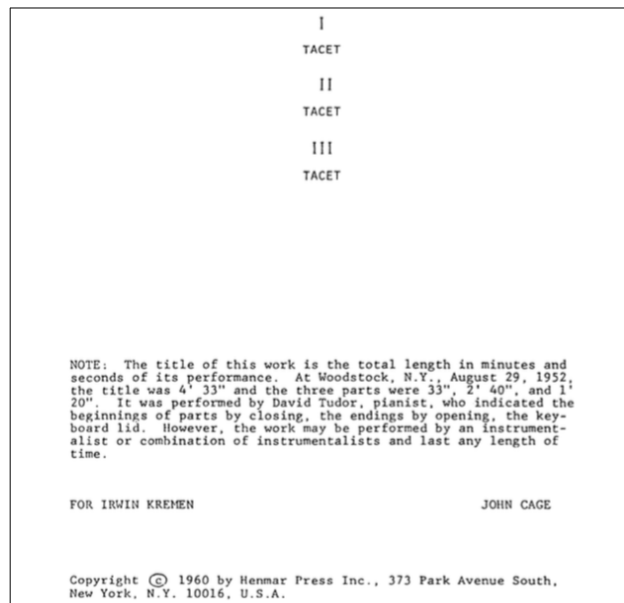 I
TACET
II
TACET
III
TACET
NOTE: The title of this work is the total length in minutes and
seconds of its performance. At Woodstock, N.Y., August 29, 1952,
the title was 4' 33" and the three parts were 33", 2' 40", and 1'
20". It was performed by David Tudor, pianist, who indicated the
beginnings of parts by closing, the endings by opening, the key-
board lid. However, the work may be performed by an instrument-
alist or combination of instrumentalists and last any length of
time.
FOR IRWIN KREMEN JOHN CAGE
Copyright © 1960 by Henmar Press Inc., 373 Park Avenue South,
New York, N.Y. 10016, U.S.A.